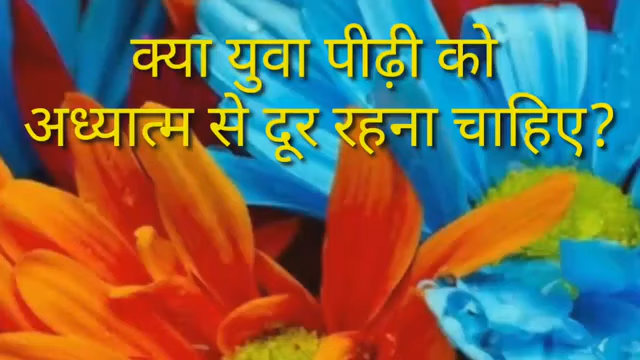 क्या युवा पीढ़ी को
अध्यात्म से दूर रहना चाहिए?